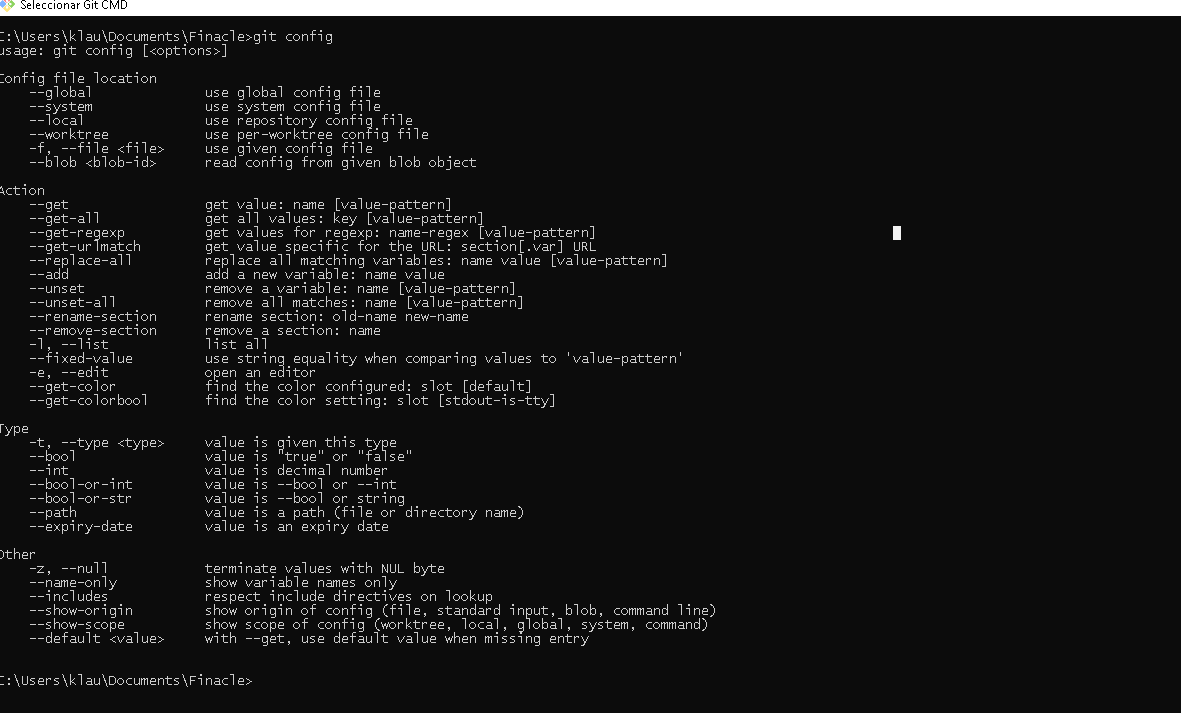 Seleccionar Git CMD
C:\Users\klau\Documents\Finacle>git config
usage: git config [<options>]
Config file location
--global use global config file
--system use system config file
--local use repository config file
--worktree use per-worktree config file
-f, --file <file> use given config file
--blob <blob-id> read config from given blob object
Action
--get get value: name [value-pattern]
--get-all get all values: key [value-pattern]
--get-regexp get values for regexp: name-regex [value-pattern]
--get-urlmatch get value specific for the URL: section[.var] URL
--replace-all replace all matching variables: name value [value-pattern]
--add add a new variable: name value
--unset remove a variable: name [value-pattern]
--unset-all remove all matches: name [value-pattern]
--rename-section rename section: old-name new-name
--remove-section remove a section: name
-l, --list list all
--fixed-value use string equality when comparing values to 'value-pattern'
-e, --edit open an editor
--get-color find the color configured: slot [default]
--get-colorbool find the color setting: slot [stdout-is-tty]
Type
-t, --type <type> value is given this type
--bool value is "true" or "false"
--int value is decimal number
--bool-or-int value is --bool or --int
--bool-or-str value is --bool or string
--path value is a path (file or directory name)
--expiry-date value is an expiry date
Other
-z, --null terminate values with NUL byte
--name-only show variable names only
--includes respect include directives on lookup
--show-origin show origin of config (file, standard input, blob, command line)
--show-scope show scope of config (worktree, local, global, system, command)
--default <value> with --get, use default value when missing entry
C:\Users\klau\Documents\Finacle>